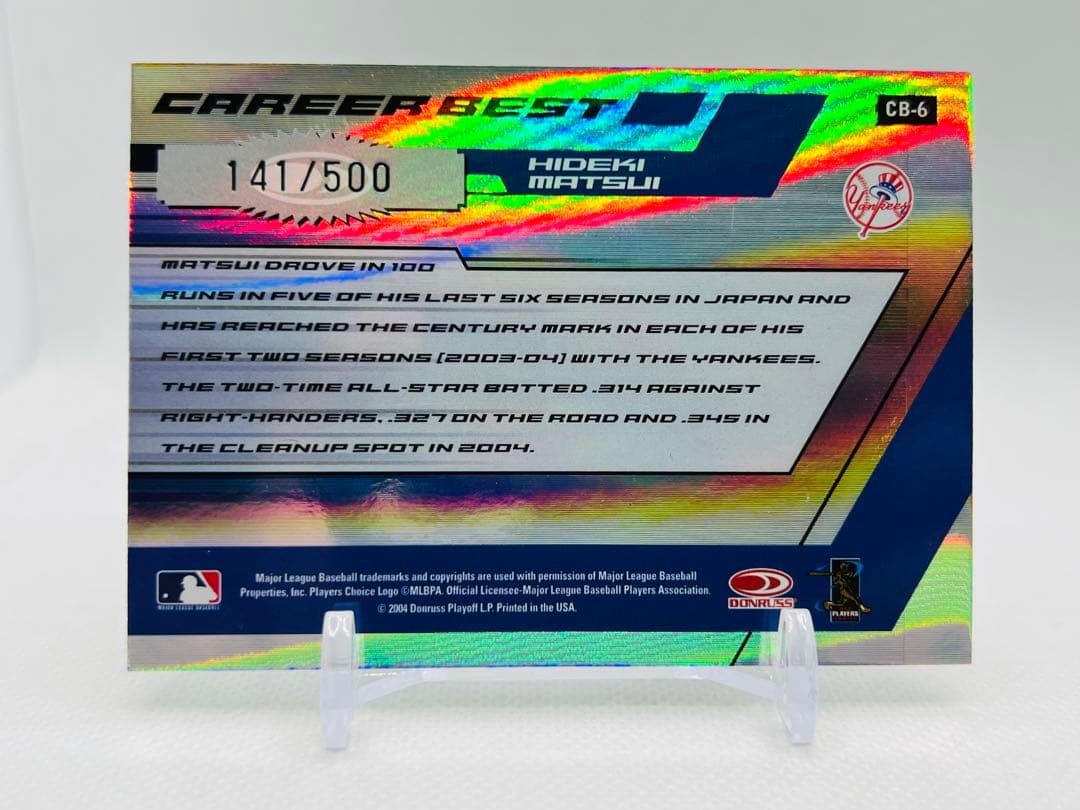 CAREER BEST
CB-6
141/500
HIDEKI
MATSUI
Yankees
MATSUI DROVE IN 100
RUNS IN FIVE OF HIS LAST SIX SEASONS IN JAPAN AND
HAS REACHED THE CENTURY MARK IN EACH OF HIS
FIRST TWO SEASONS [2003-04] WITH THE YANKEES.
THE TWO-TIME ALL-STAR BATTED .314 AGAINST
RIGHT-HANDERS, .327 ON THE ROAD AND .345 IN
THE CLEANUP SPOT IN 2004.
Major League Baseball trademarks and copyrights are used with permission of Major League Baseball
Properties, Inc. Players Choice Logo ©MLBPA. Official Licensee-Major League Baseball Players Association.
© 2004 Donruss Playoff L.P. Printed in the USA.
MAJOR LEAGUE BASEBALL
DONRUSS
PLAYERS